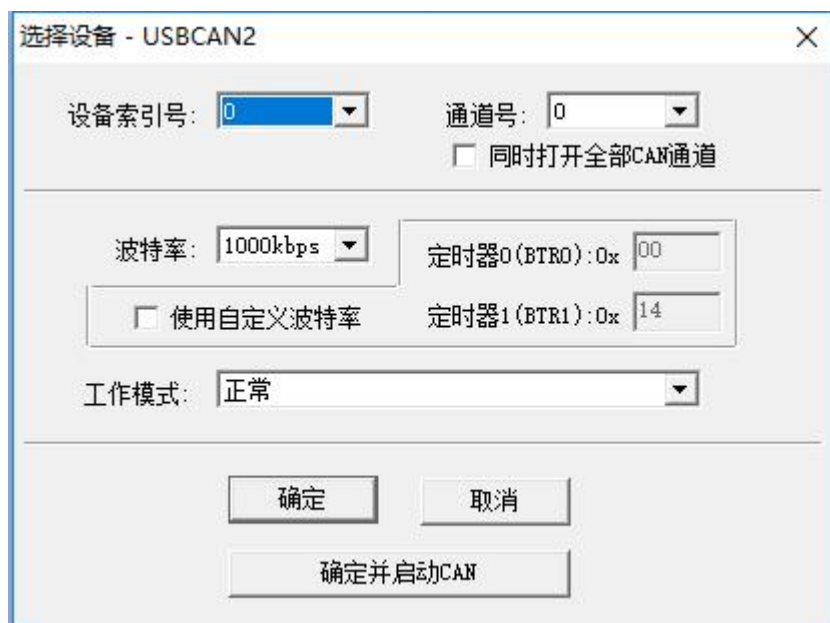 选择设备 - USBCAN2
设备索引号: 0 通道号: 0
同时打开全部CAN通道
波特率: 1000kbps 定时器0(BTR0):0x 00
使用自定义波特率 定时器1(BTR1):0x 14
工作模式: 正常
确定 取消
确定并启动CAN